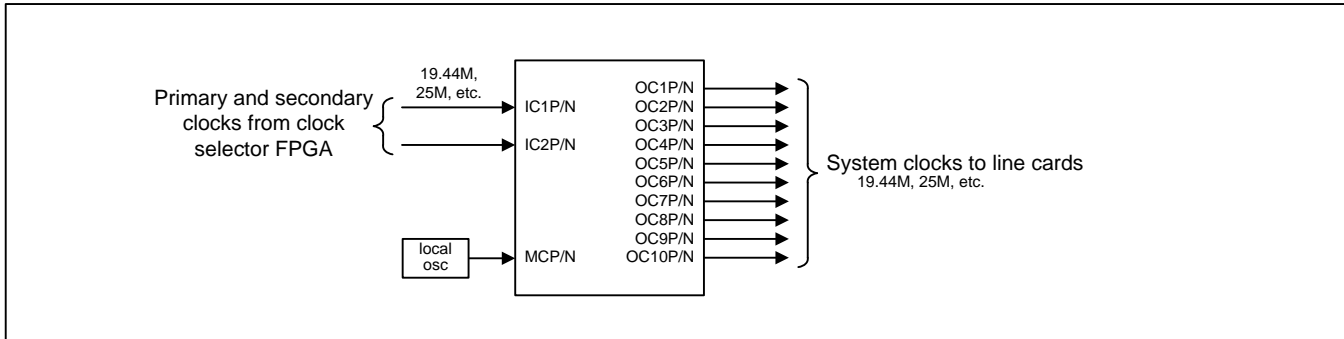 Primary and secondary
clocks from clock
selector FPGA
19.44M,
25M, etc.
IC1P/N
IC2P/N
local
osc
MCP/N
OC1P/N
OC2P/N
OC3P/N
OC4P/N
OC5P/N
OC6P/N
OC7P/N
OC8P/N
OC9P/N
OC10P/N
System clocks to line cards
19.44M, 25M, etc.